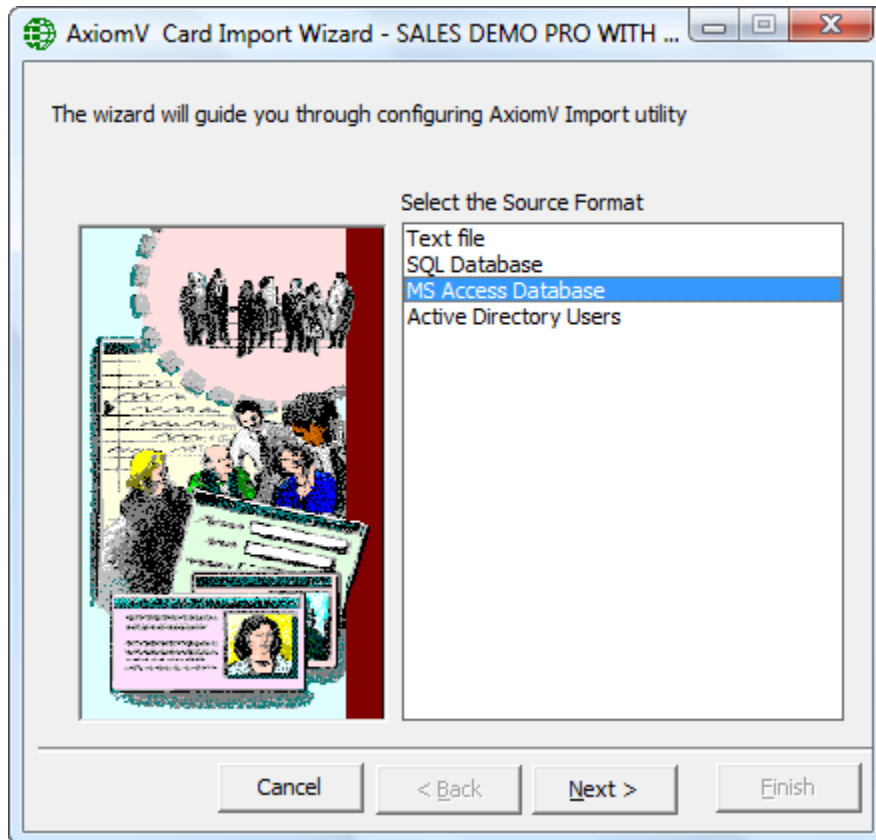 AxiomV Card Import Wizard - SALES DEMO PRO WITH ...
The wizard will guide you through configuring AxiomV Import utility
Select the Source Format
Text file
SQL Database
MS Access Database
Active Directory Users
Cancel
< Back
Next >
Finish